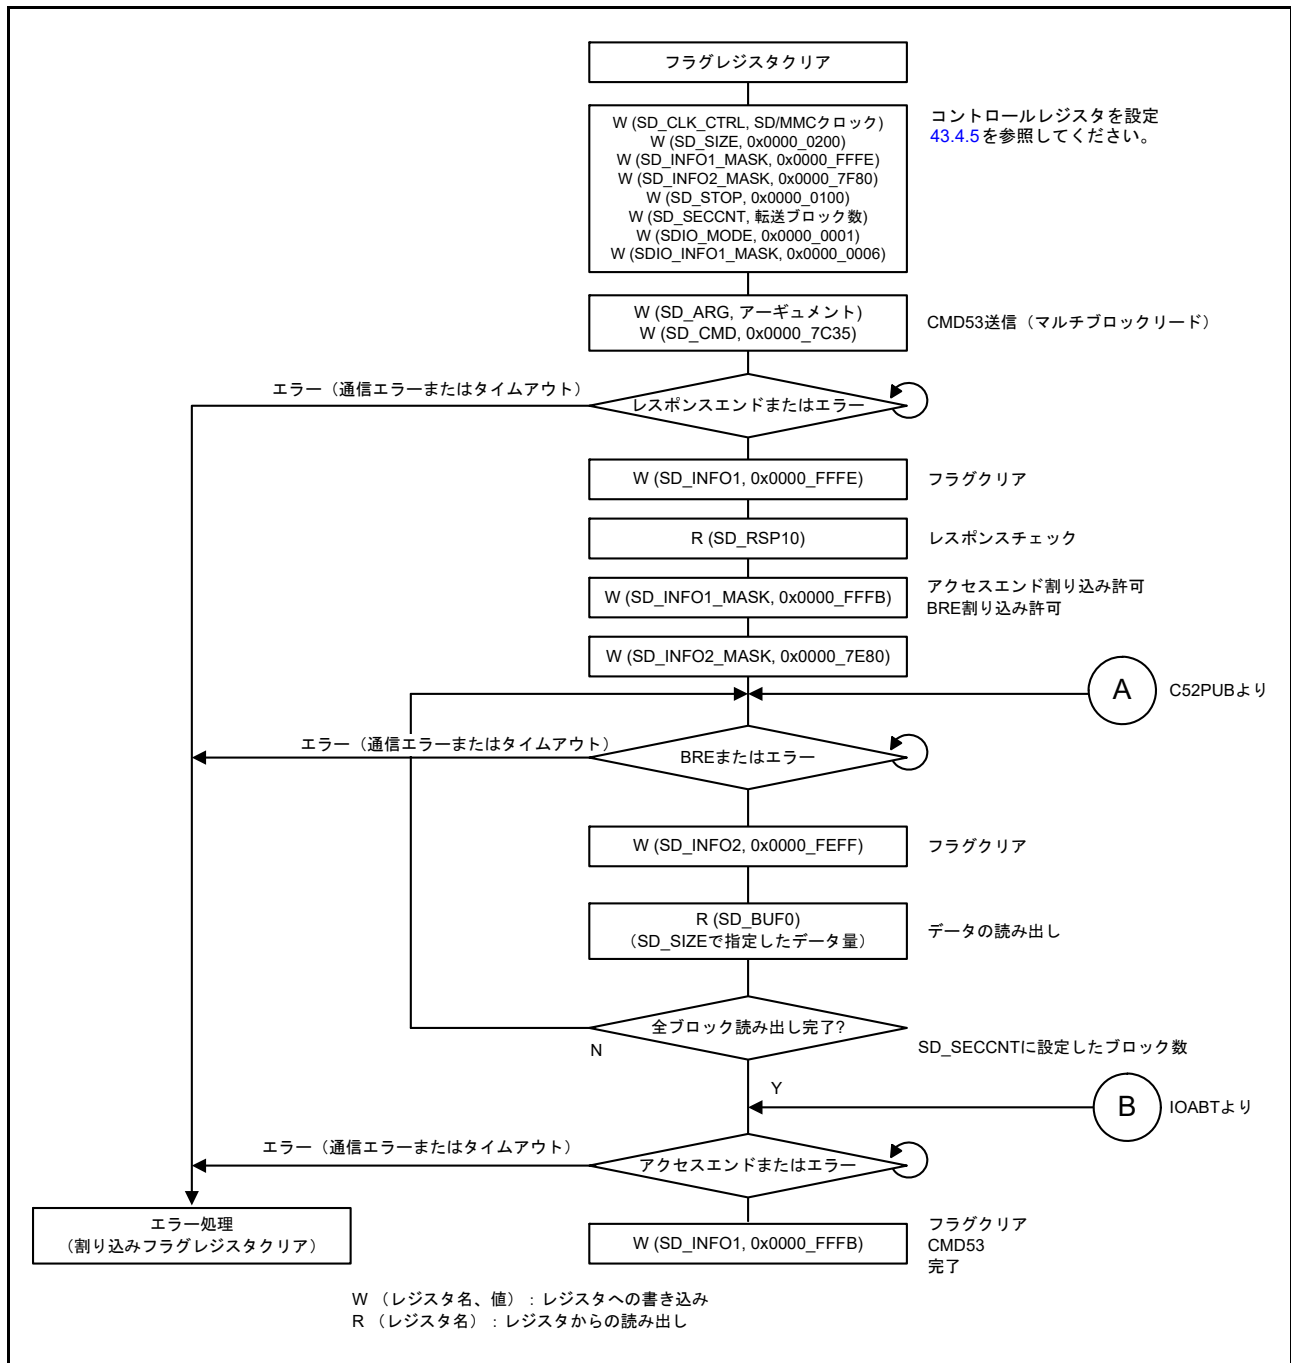 フラグレジスタクリア
W (SD_CLK_CTRL, SD/MMCクロック)
W (SD_SIZE, 0x0000_0200)
W (SD_INFO1_MASK, 0x0000_FFFE)
W (SD_INFO2_MASK, 0x0000_7F80)
W (SD_STOP, 0x0000_0100)
W (SD_SECCNT, 転送ブロック数)
W (SDIO_MODE, 0x0000_0001)
W (SDIO_INFO1_MASK, 0x0000_0006)
コントロールレジスタを設定
43.4.5を参照してください。
W (SD_ARG, アーギュメント)
W (SD_CMD, 0x0000_7C35)
CMD53送信（マルチブロックリード）
エラー（通信エラーまたはタイムアウト）
レスポンスエンドまたはエラー
W (SD_INFO1, 0x0000_FFFE)
フラグクリア
R (SD_RSP10)
レスポンスチェック
W (SD_INFO1_MASK, 0x0000_FFFB)
アクセスエンド割り込み許可
BRE割り込み許可
W (SD_INFO2_MASK, 0x0000_7E80)
A
C52PUBより
エラー（通信エラーまたはタイムアウト）
BREまたはエラー
W (SD_INFO2, 0x0000_FEFF)
フラグクリア
R (SD_BUF0)
（SD_SIZEで指定したデータ量）
データの読み出し
全ブロック読み出し完了?
N
SD_SECCNTに設定したブロック数
Y
B
IOABTより
エラー（通信エラーまたはタイムアウト）
アクセスエンドまたはエラー
エラー処理
（割り込みフラグレジスタクリア）
W (SD_INFO1, 0x0000_FFFB)
フラグクリア
CMD53
完了
W （レジスタ名、値）：レジスタへの書き込み
R （レジスタ名）：レジスタからの読み出し